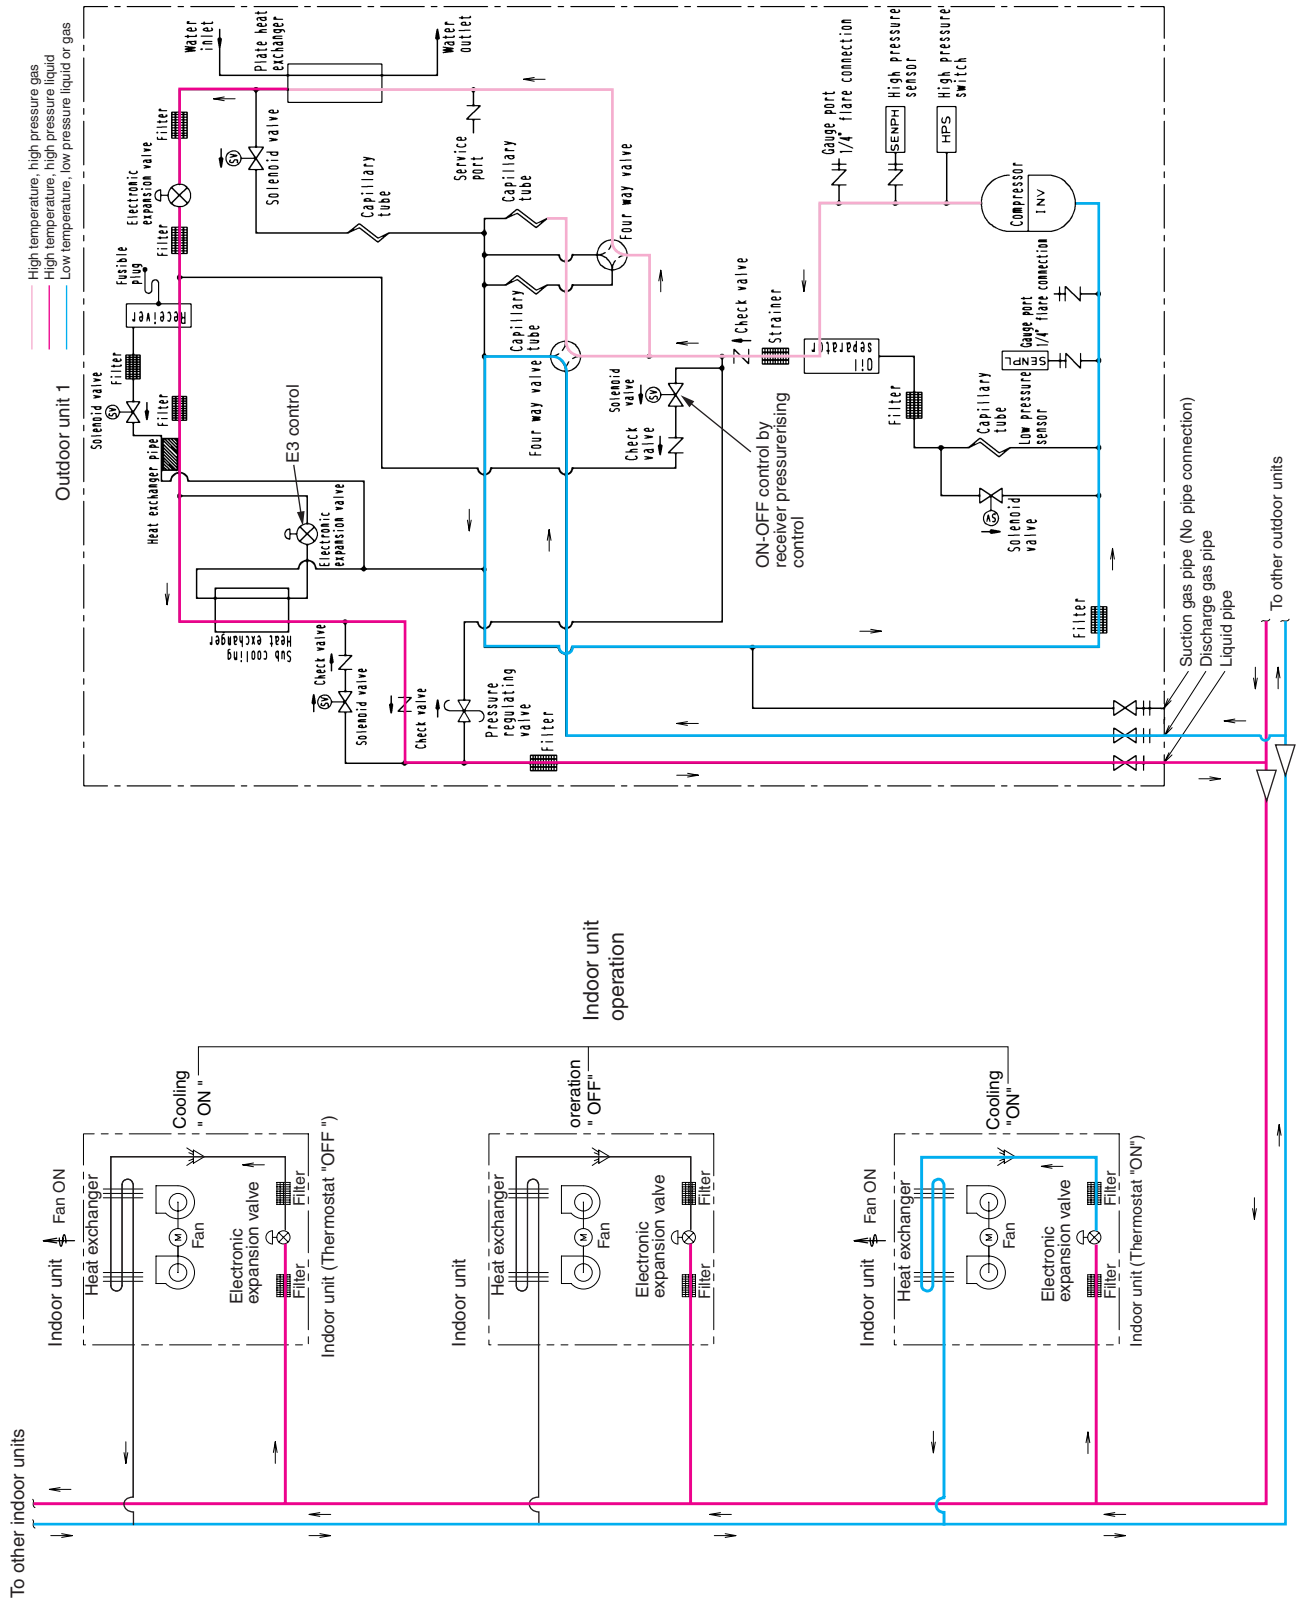 High temperature, high pressure gas
High temperature, high pressure liquid
Low temperature, low pressure liquid or gas
Outdoor unit 1
Water
inlet
Plate heat
exchanger
Water
outlet
Filter
Electronic
expansion valve
Filter
Fusible
plug
Receiver
Filter
Solenoid valve
SV
Filter
Heat exchanger pipe
E3 control
Electronic
expansion valve
Sub cooling
Heat exchanger
SV
Solenoid valve
Capillary
tube
Service
port
Capillary
tube
Four way valve
Capillary
tube
Four way valve
Check valve
Strainer
Oil
separator
Solenoid
valve
SV
Check
valve
ON-OFF control by
receiver pressurerising
control
Gauge port
1/4" flare connection
SENPH
High pressure
sensor
HPS
High pressure
switch
Compressor
INV
Gauge port
1/4" flare connection
SENPL
Low pressure
sensor
Capillary
tube
Filter
SV
Solenoid
valve
Filter
Check valve
SV
Solenoid valve
Check valve
Pressure
regulating
valve
Filter
Suction gas pipe (No pipe connection)
Discharge gas pipe
Liquid pipe
To other outdoor units
Indoor unit
operation
Cooling
" ON "
oreration
" OFF"
Cooling
"ON"
Indoor unit
Fan ON
Heat exchanger
M
Fan
Electronic
expansion valve
Filter
Filter
Indoor unit (Thermostat "OFF ")
Indoor unit
Heat exchanger
M
Fan
Electronic
expansion valve
Filter
Filter
Indoor unit
Fan ON
Heat exchanger
M
Fan
Electronic
expansion valve
Filter
Filter
Indoor unit (Thermostat "ON")
To other indoor units